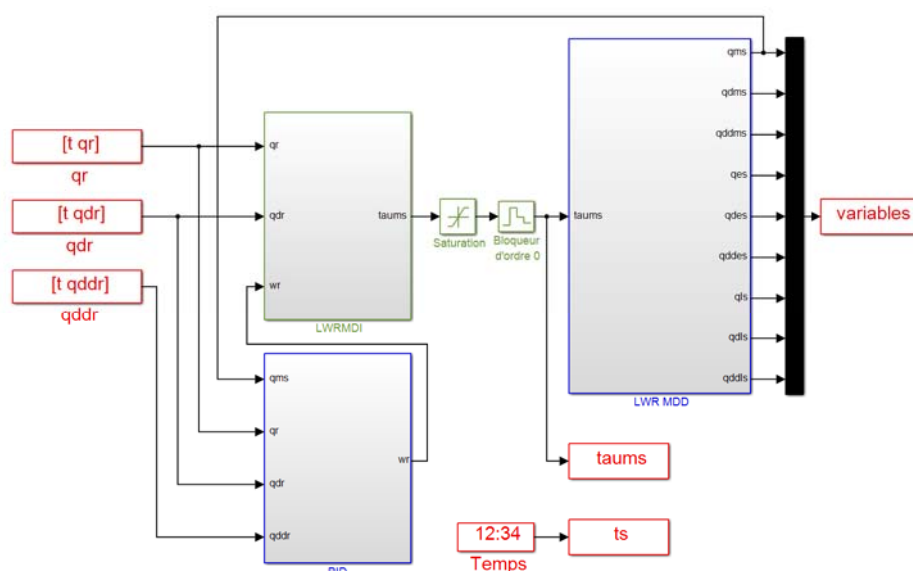 qms
qdms
qddms
qes
qdes
qddes
qls
qdls
qddls
taums
LWR MDD
variables
[t qr]
qr
[t qdr]
qdr
[t qddr]
qddr
qr
qdr
wr
taums
LWRMDI
Saturation
Bloqueur
d'ordre 0
qms
qr
qdr
qddr
wr
PID
taums
12:34
Temps
ts